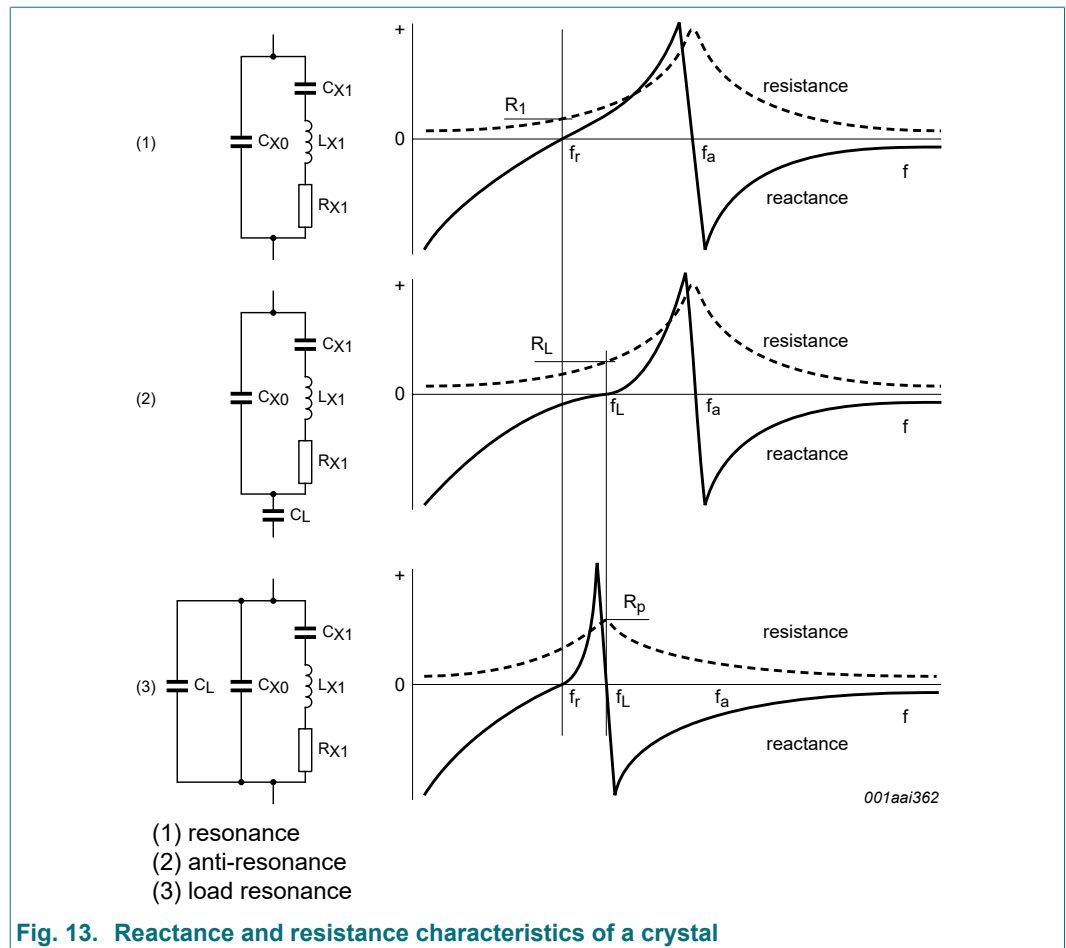 +
CX1
resistance
R1
(1)
CX0
LX1
0
fr
fa
f
RX1
reactance
+
CX1
resistance
RL
(2)
CX0
LX1
0
fL
fa
f
RX1
reactance
CL
+
CX1
Rp
resistance
(3)
CL
CX0
LX1
0
fr
fL
fa
f
RX1
reactance
001aai362
(1) resonance
(2) anti-resonance
(3) load resonance
Fig. 13. Reactance and resistance characteristics of a crystal